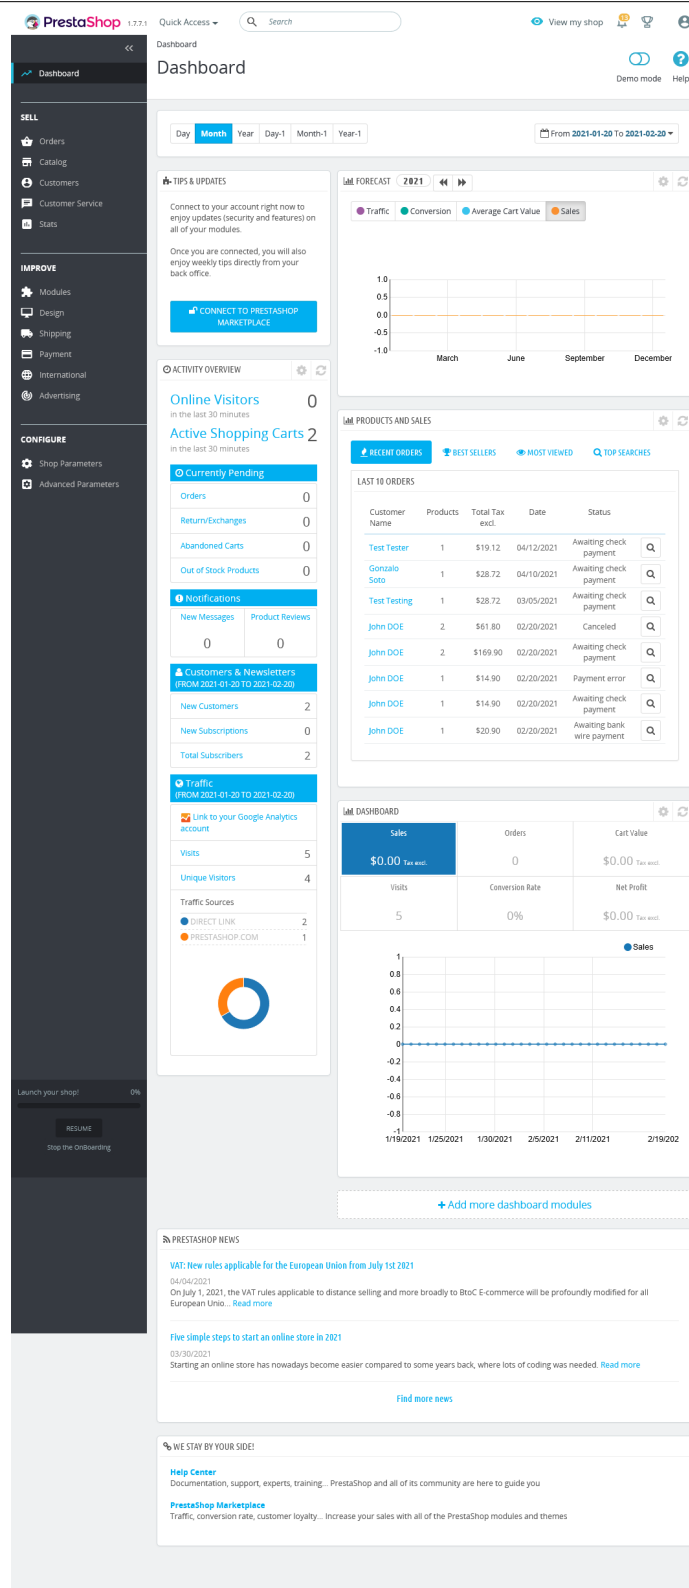 PrestaShop 1.7.7.1
Quick Access
Search
View my shop
Dashboard
Dashboard
Demo mode
Help
«
Dashboard
SELL
Orders
Catalog
Customers
Customer Service
Stats
IMPROVE
Modules
Design
Shipping
Payment
International
Advertising
CONFIGURE
Shop Parameters
Advanced Parameters
Launch your shop! 0%
RESUME
Stop the OnBoarding
Day Month Year Day-1 Month-1 Year-1
From 2021-01-20 To 2021-02-20
TIPS & UPDATES
Connect to your account right now to
enjoy updates (security and features) on
all of your modules.
Once you are connected, you will also
enjoy weekly tips directly from your
back office.
CONNECT TO PRESTASHOP
MARKETPLACE
ACTIVITY OVERVIEW
Online Visitors 0
in the last 30 minutes
Active Shopping Carts 2
in the last 30 minutes
Currently Pending
Orders 0
Return/Exchanges 0
Abandoned Carts 0
Out of Stock Products 0
Notifications
New Messages Product Reviews
0 0
Customers & Newsletters
(FROM 2021-01-20 TO 2021-02-20)
New Customers 2
New Subscriptions 0
Total Subscribers 2
Traffic
(FROM 2021-01-20 TO 2021-02-20)
Link to your Google Analytics
account
Visits 5
Unique Visitors 4
Traffic Sources
DIRECT LINK 2
PRESTASHOP.COM 1
FORECAST 2021
Traffic Conversion Average Cart Value Sales
1.0
0.5
0.0
-0.5
-1.0
March June September December
PRODUCTS AND SALES
RECENT ORDERS BEST SELLERS MOST VIEWED TOP SEARCHES
LAST 10 ORDERS
Customer Name Products Total Tax excl. Date Status
Test Tester 1 $19.12 04/12/2021 Awaiting check payment
Gonzalo Soto 1 $28.72 04/10/2021 Awaiting check payment
Test Testing 1 $28.72 03/05/2021 Awaiting check payment
John DOE 2 $61.80 02/20/2021 Canceled
John DOE 2 $169.90 02/20/2021 Awaiting check payment
John DOE 1 $14.90 02/20/2021 Payment error
John DOE 1 $14.90 02/20/2021 Awaiting check payment
John DOE 1 $20.90 02/20/2021 Awaiting bank wire payment
DASHBOARD
Sales Orders Cart Value
$0.00 Tax excl. 0 $0.00 Tax excl.
Visits Conversion Rate Net Profit
5 0% $0.00 Tax excl.
Sales
1
0.8
0.6
0.4
0.2
0
-0.2
-0.4
-0.6
-0.8
-1
1/19/2021 1/25/2021 1/30/2021 2/5/2021 2/11/2021 2/19/202
+ Add more dashboard modules
PRESTASHOP NEWS
VAT: New rules applicable for the European Union from July 1st 2021
04/04/2021
On July 1, 2021, the VAT rules applicable to distance selling and more broadly to BtoC E-commerce will be profoundly modified for all
European Unio... Read more
Five simple steps to start an online store in 2021
03/30/2021
Starting an online store has nowadays become easier compared to some years back, where lots of coding was needed. Read more
Find more news
WE STAY BY YOUR SIDE!
Help Center
Documentation, support, experts, training... PrestaShop and all of its community are here to guide you
PrestaShop Marketplace
Traffic, conversion rate, customer loyalty... Increase your sales with all of the PrestaShop modules and themes